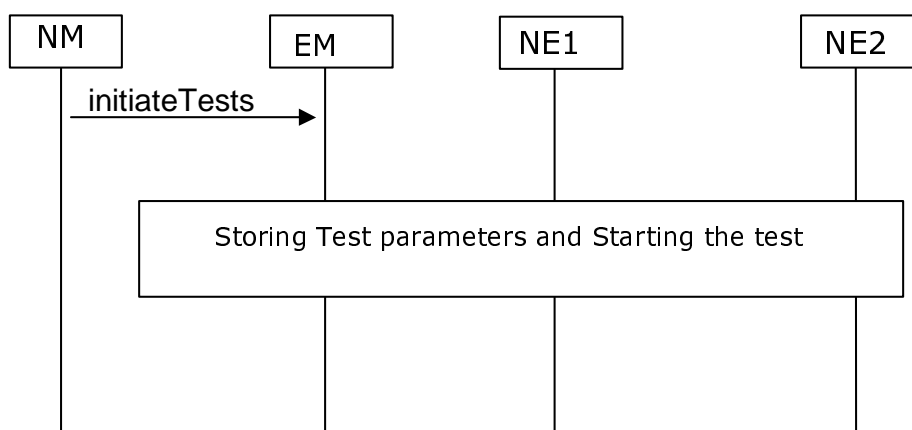 NM
EM
NE1
NE2
initiateTests
Storing Test parameters and Starting the test